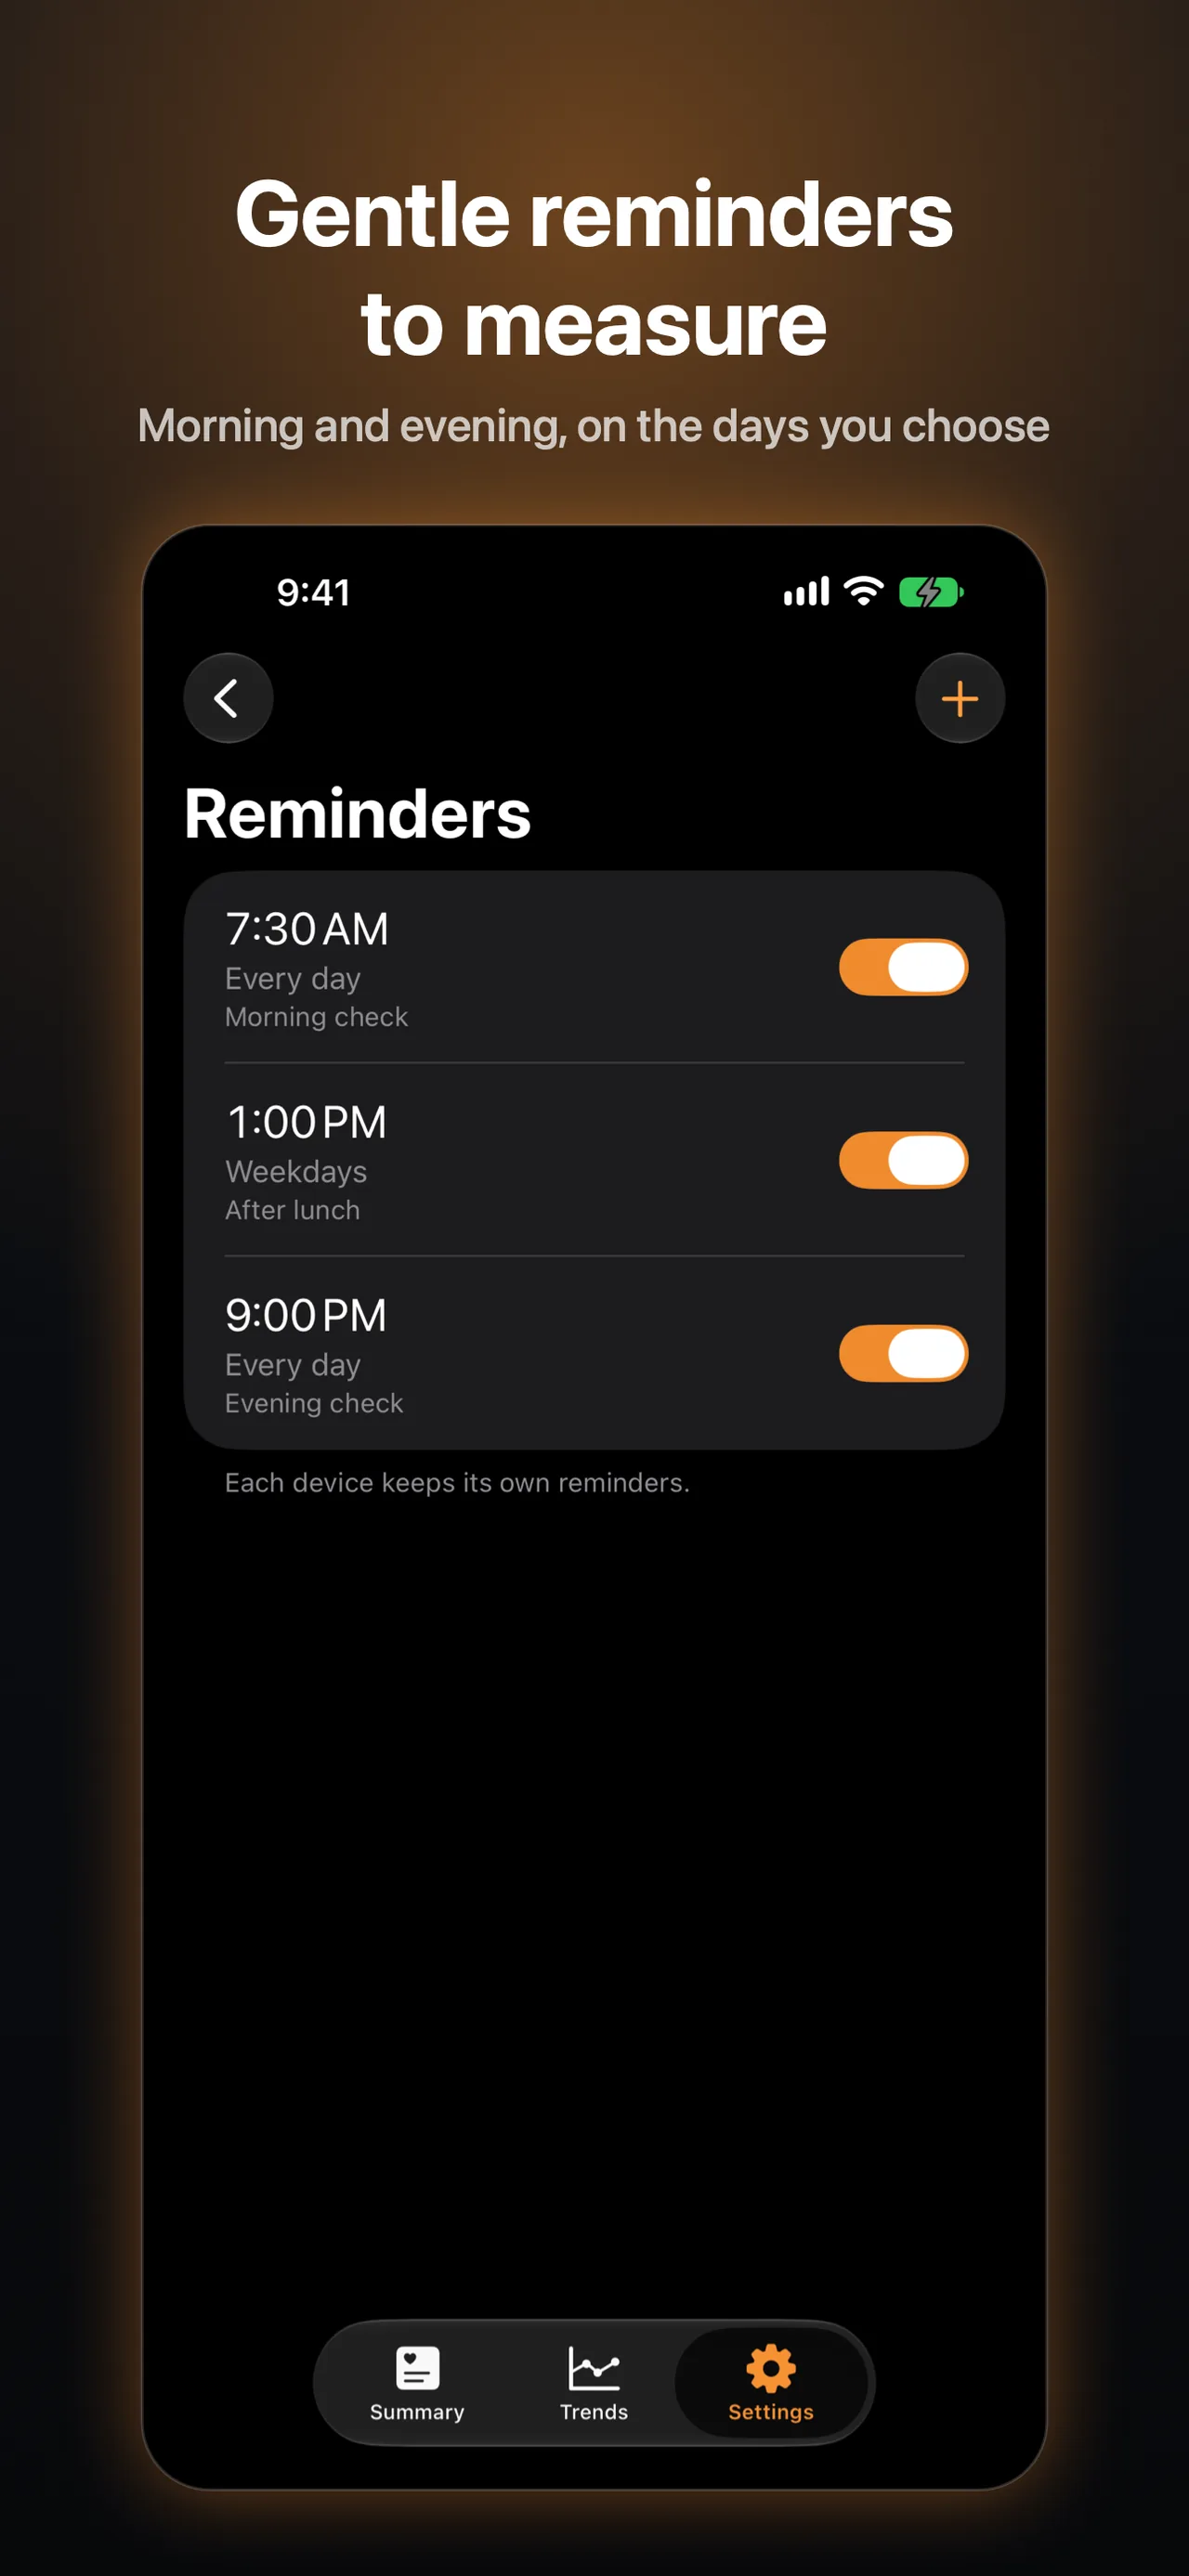 Gentle reminders
to measure
Morning and evening, on the days you choose
9:41
Reminders
7:30 AM
Every day
Morning check
1:00 PM
Weekdays
After lunch
9:00 PM
Every day
Evening check
Each device keeps its own reminders.
Summary
Trends
Settings